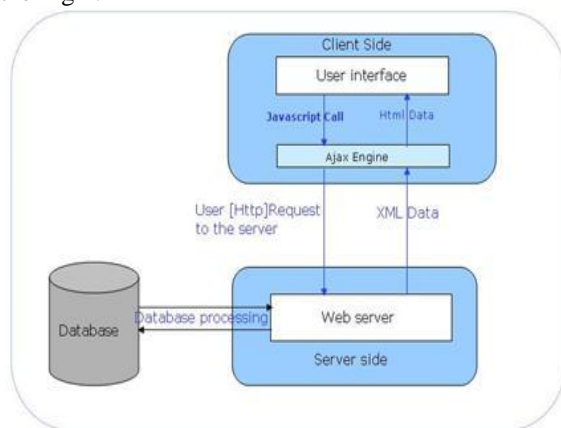 Client Side
User interface
Javascript Call
Html Data
Ajax Engine
User [Http]Request
to the server
XML Data
Database
Database processing
Web server
Server side